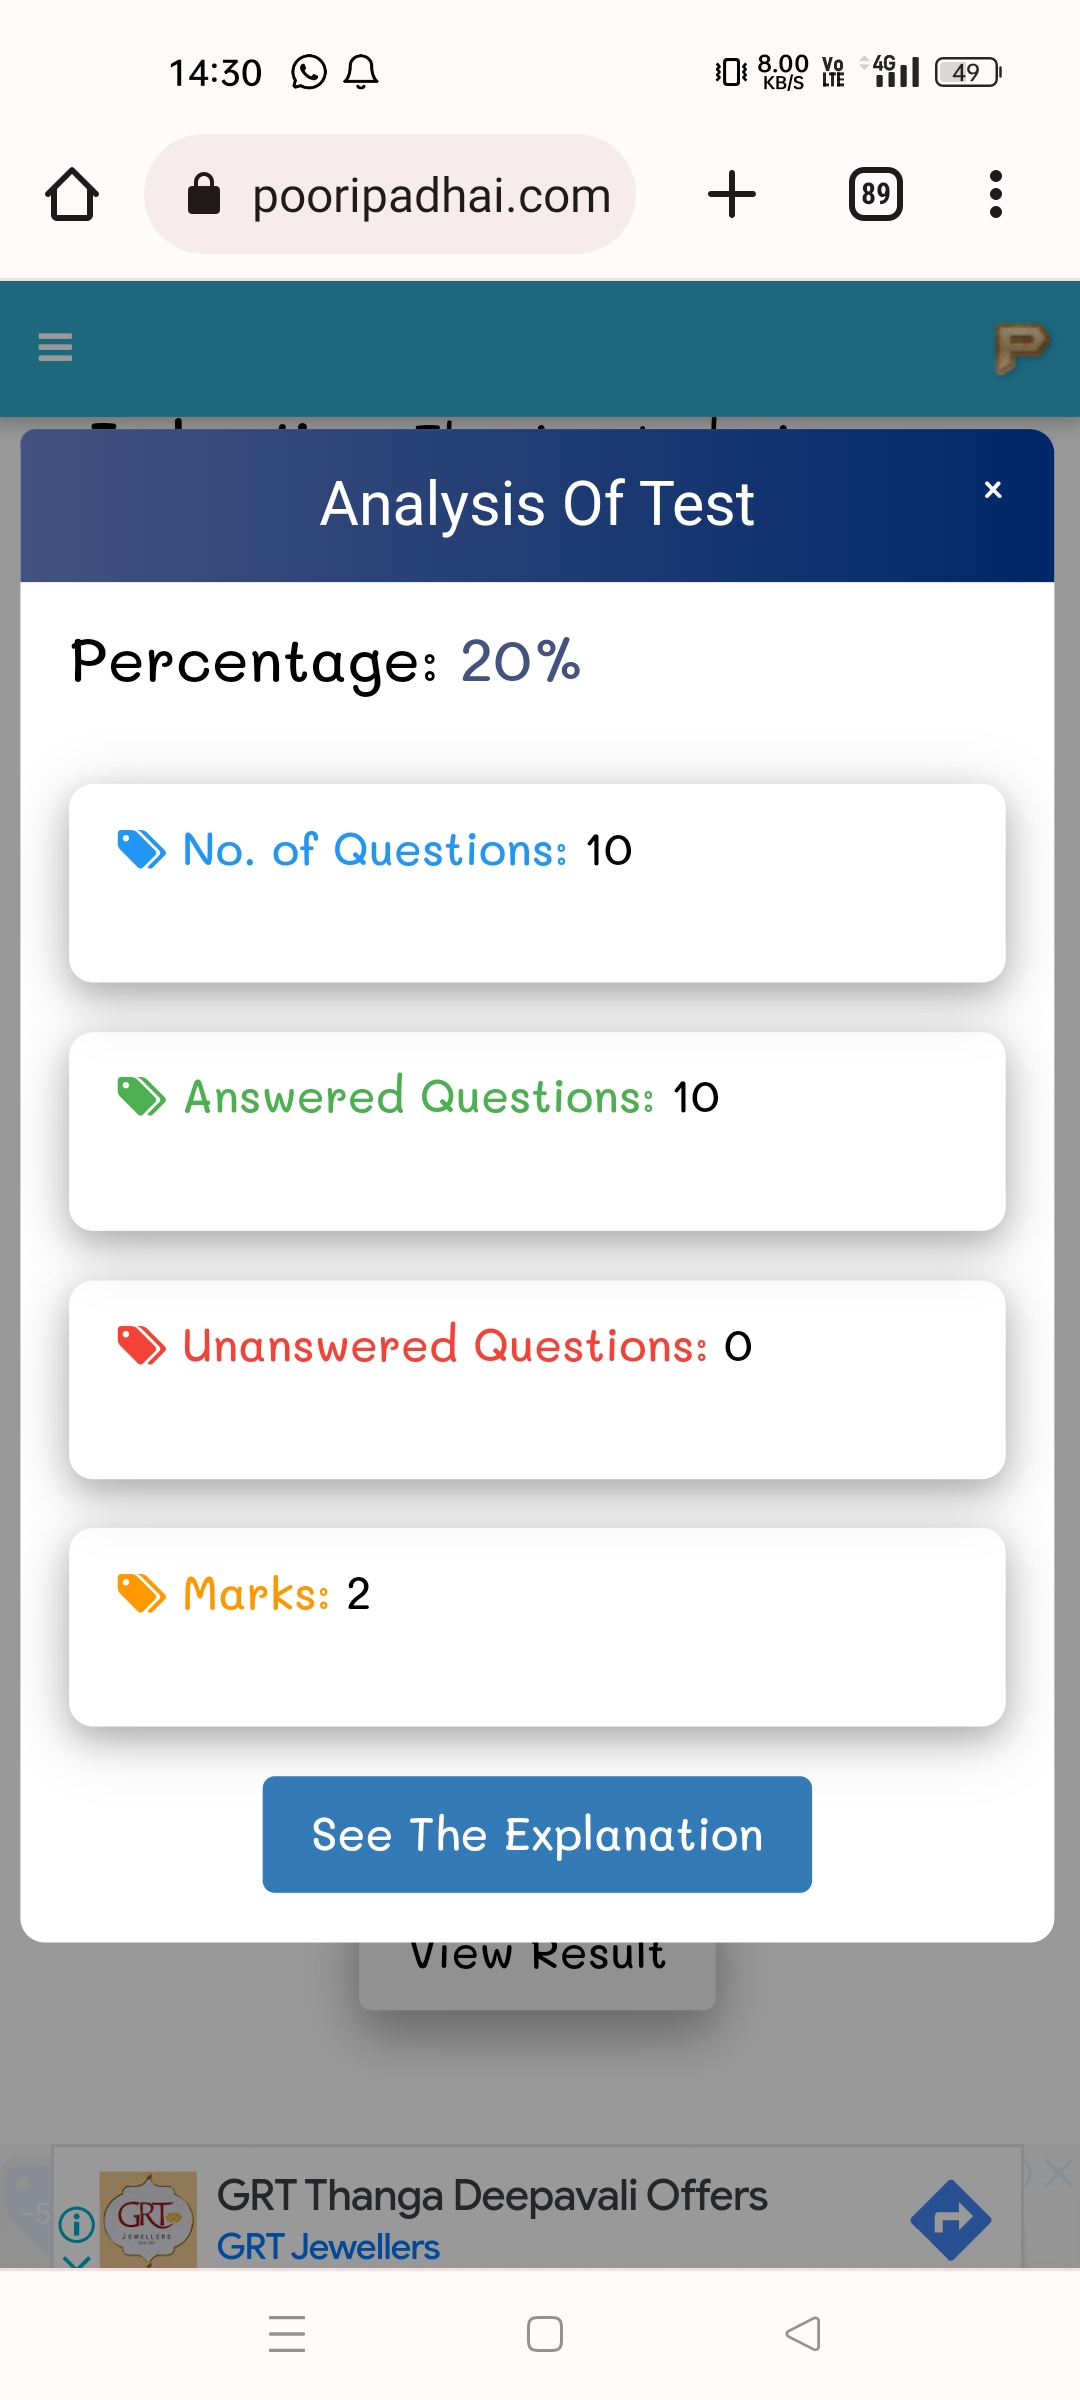 14:30
8.00 KB/S
Vo LTE
4G
49
pooripadhai.com
89
P
Analysis Of Test
×
Percentage: 20%
No. of Questions: 10
Answered Questions: 10
Unanswered Questions: 0
Marks: 2
See The Explanation
View Result
GRT Thanga Deepavali Offers
GRT
JEWELLERS
GRT Jewellers
-5